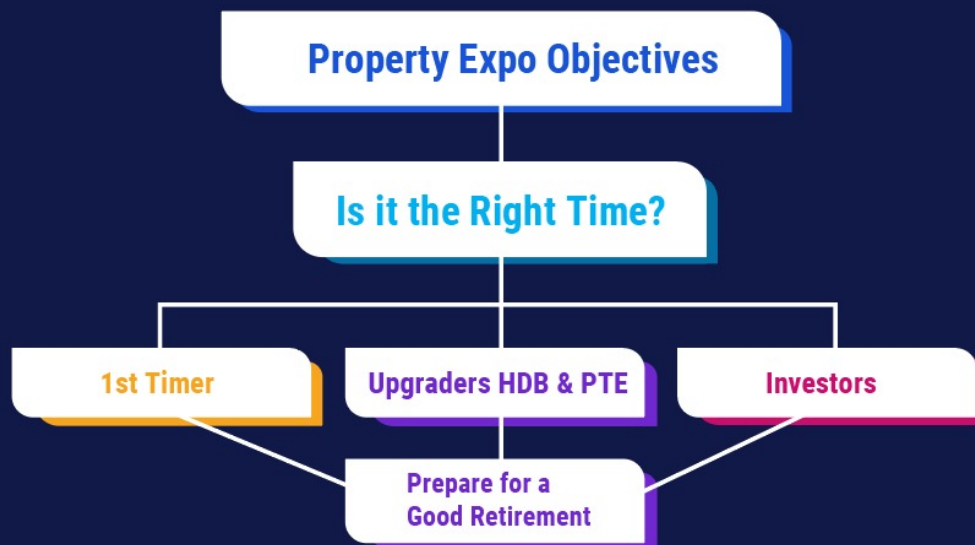 Property Expo Objectives
Is it the Right Time?
1st Timer
Upgraders HDB & PTE
Investors
Prepare for a
Good Retirement